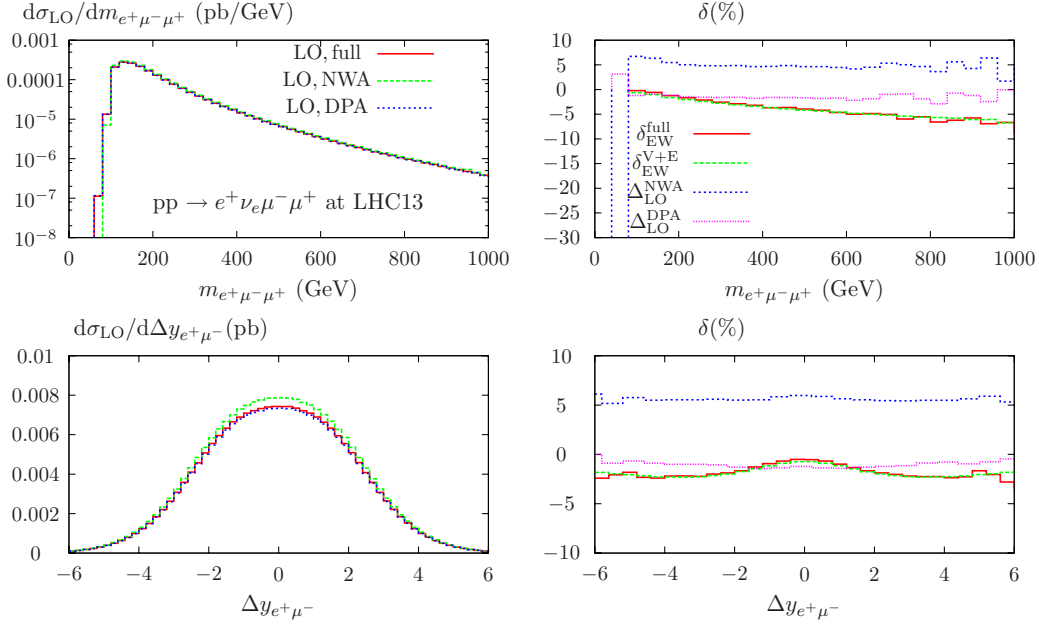 dσ_LO/dm_{e⁺μ⁻μ⁺} (pb/GeV)
0.001
0.0001
10⁻⁵
10⁻⁶
10⁻⁷
10⁻⁸
LO, full
LO, NWA
LO, DPA
pp → e⁺ν_eμ⁻μ⁺ at LHC13
0 200 400 600 800 1000
m_{e⁺μ⁻μ⁺} (GeV)
δ(%)
10
5
0
−5
−10
−15
−20
−25
−30
δ_EW^full
δ_EW^{V+E}
Δ_LO^NWA
Δ_LO^DPA
0 200 400 600 800 1000
m_{e⁺μ⁻μ⁺} (GeV)
dσ_LO/dΔy_{e⁺μ⁻}(pb)
0.01
0.008
0.006
0.004
0.002
0
−6 −4 −2 0 2 4 6
Δy_{e⁺μ⁻}
δ(%)
10
5
0
−5
−10
−6 −4 −2 0 2 4 6
Δy_{e⁺μ⁻}